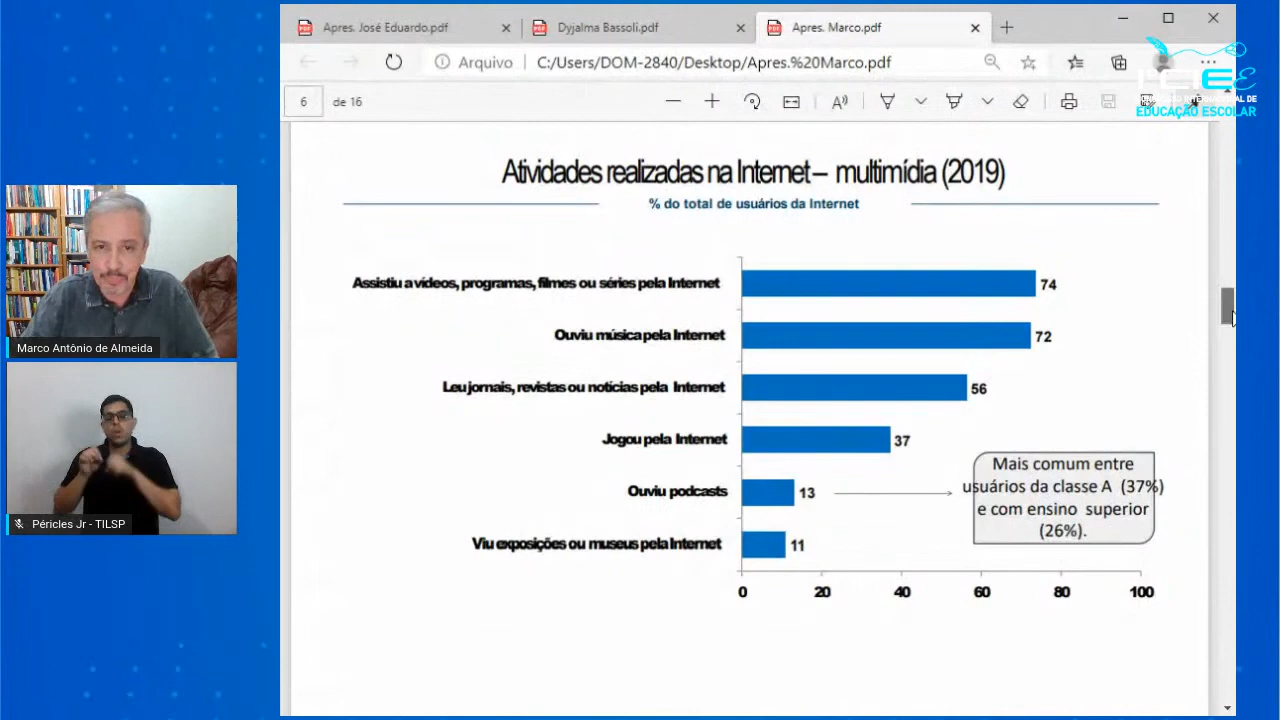 Apres. José Eduardo.pdf
Dyjalma Bassoli.pdf
Apres. Marco.pdf
Arquivo
C:/Users/DOM-2840/Desktop/Apres.%20Marco.pdf
6
de 16
EDUCAÇÃO ESCOLAR
Atividades realizadas na Internet – multimídia (2019)
% do total de usuários da Internet
Assistiu a vídeos, programas, filmes ou séries pela Internet
74
Ouviu música pela Internet
72
Leu jornais, revistas ou notícias pela Internet
56
Jogou pela Internet
37
Ouviu podcasts
13
Mais comum entre
usuários da classe A (37%)
e com ensino superior
(26%).
Viu exposições ou museus pela Internet
11
0 20 40 60 80 100
Marco Antônio de Almeida
Péricles Jr - TILSP